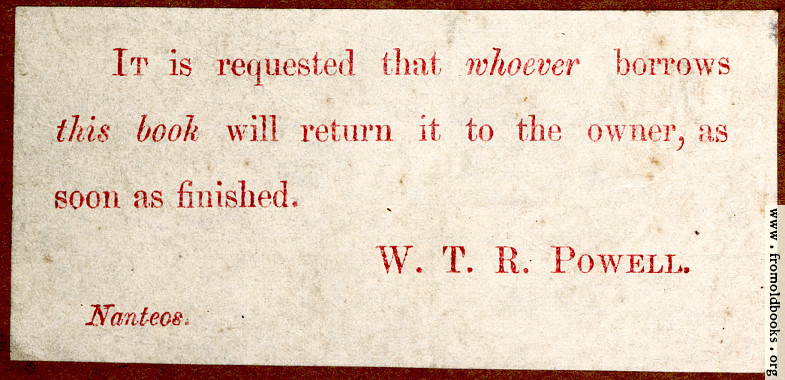 IT is requested that whoever borrows
this book will return it to the owner, as
soon as finished.
W. T. R. POWELL.
Nanteos.
www.fromoldbooks.org